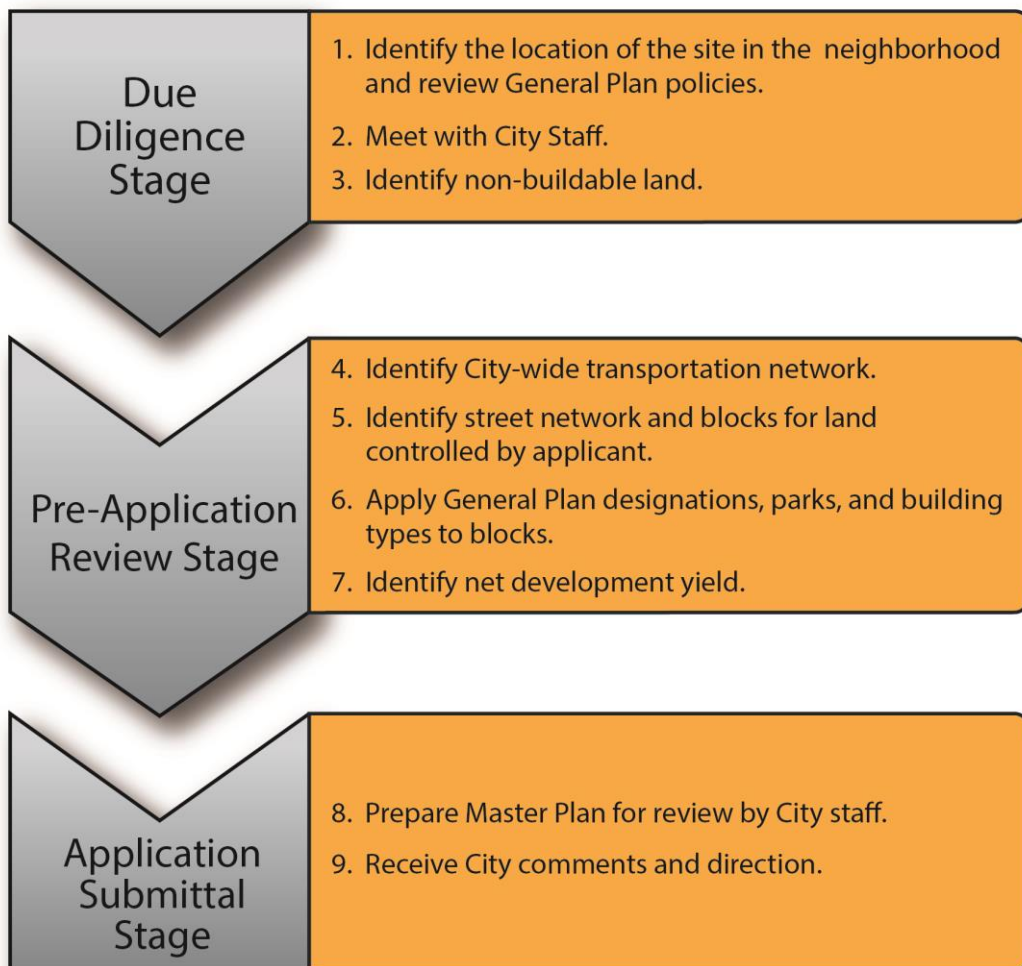 Due
Diligence
Stage
1. Identify the location of the site in the neighborhood
and review General Plan policies.
2. Meet with City Staff.
3. Identify non-buildable land.
Pre-Application
Review Stage
4. Identify City-wide transportation network.
5. Identify street network and blocks for land
controlled by applicant.
6. Apply General Plan designations, parks, and building
types to blocks.
7. Identify net development yield.
Application
Submittal
Stage
8. Prepare Master Plan for review by City staff.
9. Receive City comments and direction.